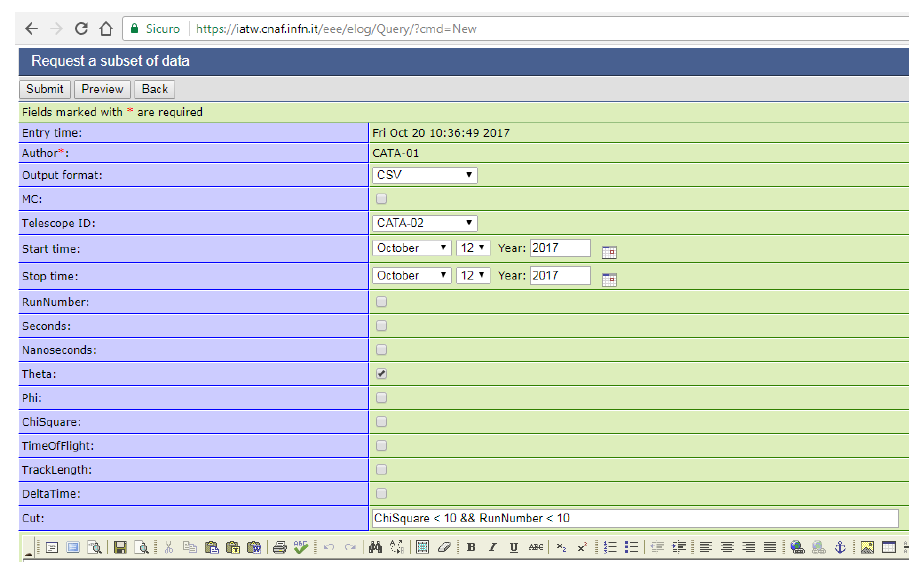 Sicuro https://iatw.cnaf.infn.it/eee/elog/Query/?cmd=New
Request a subset of data
Submit Preview Back
Fields marked with * are required
Entry time: Fri Oct 20 10:36:49 2017
Author*: CATA-01
Output format: CSV
MC:
Telescope ID: CATA-02
Start time: October 12 Year: 2017
Stop time: October 12 Year: 2017
RunNumber:
Seconds:
Nanoseconds:
Theta:
Phi:
ChiSquare:
TimeOfFlight:
TrackLength:
DeltaTime:
Cut: ChiSquare < 10 && RunNumber < 10
B I U ABC x₂ x²